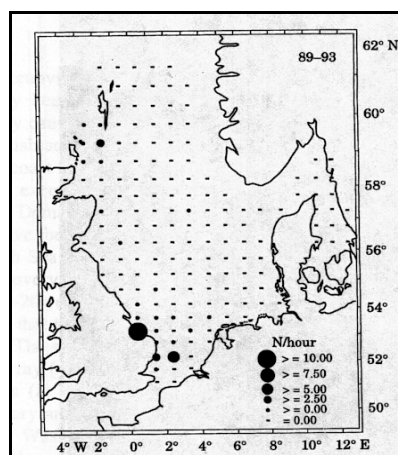 89–93
62° N
60°
58°
56°
54°
52°
50°
N/hour
> = 10.00
> = 7.50
> = 5.00
> = 2.50
> = 0.00
= 0.00
4° W 2° 0° 2° 4° 6° 8° 10° 12° E